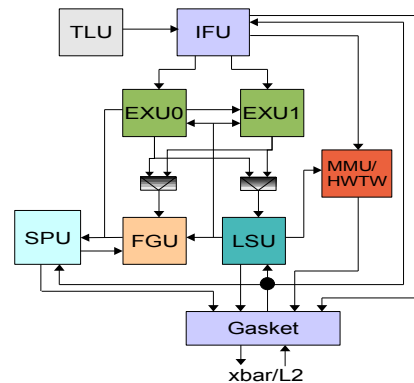 TLU
IFU
EXU0
EXU1
MMU/
HWTW
SPU
FGU
LSU
Gasket
xbar/L2